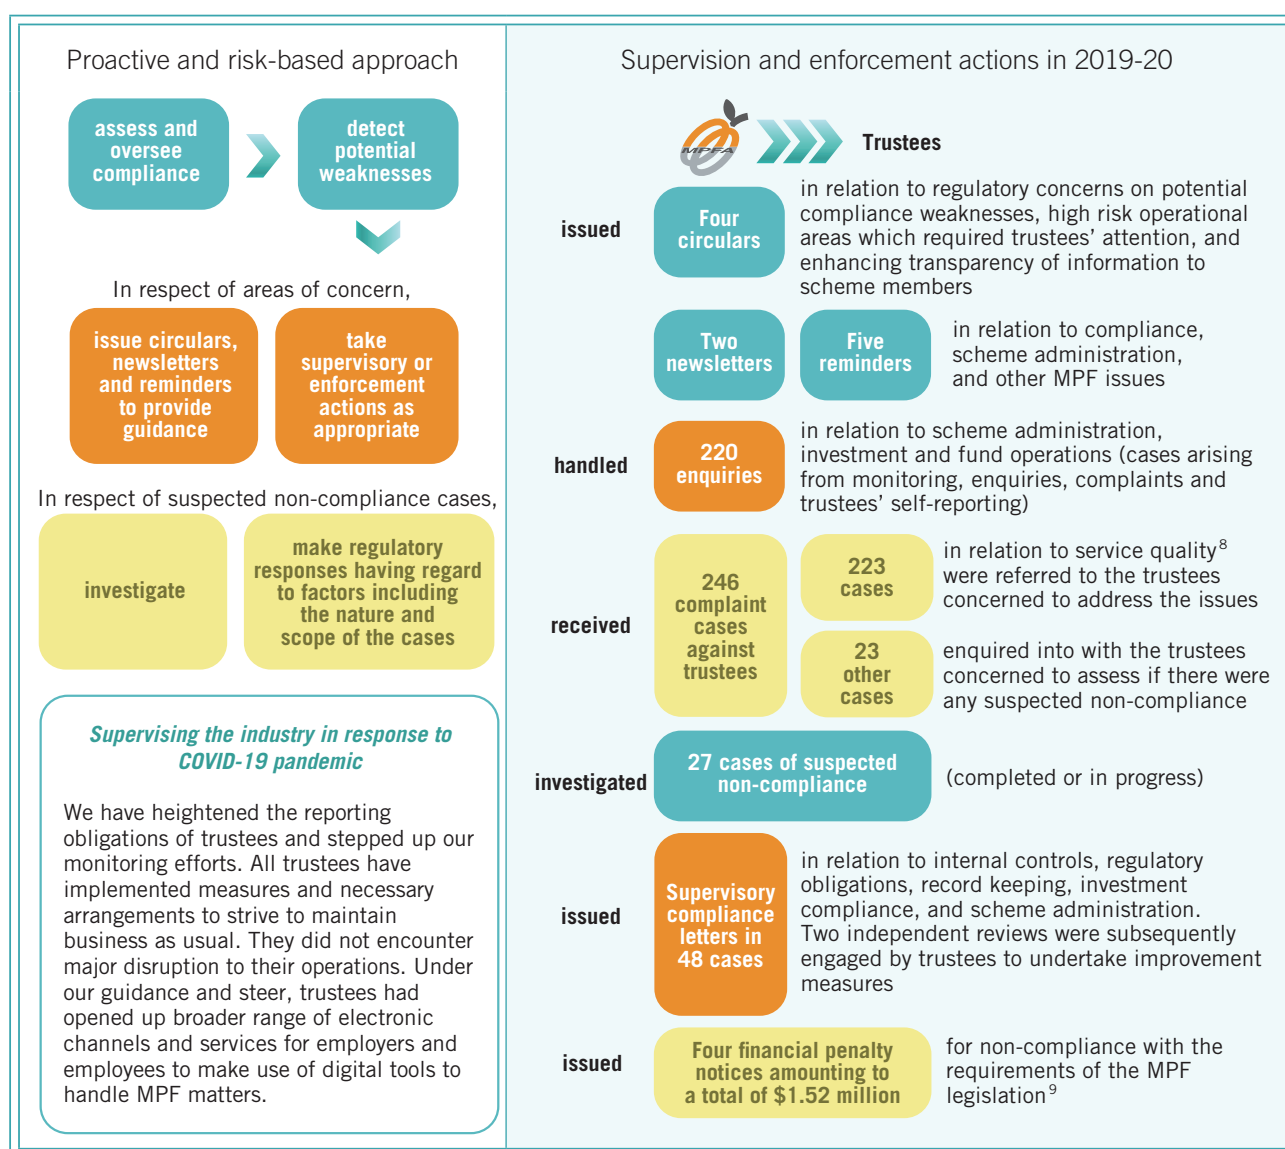 Proactive and risk-based approach
assess and
oversee
compliance
detect
potential
weaknesses
In respect of areas of concern,
issue circulars,
newsletters
and reminders
to provide
guidance
take
supervisory or
enforcement
actions as
appropriate
In respect of suspected non-compliance cases,
investigate
make regulatory
responses having regard
to factors including
the nature and
scope of the cases
Supervising the industry in response to
COVID-19 pandemic
We have heightened the reporting
obligations of trustees and stepped up our
monitoring efforts. All trustees have
implemented measures and necessary
arrangements to strive to maintain
business as usual. They did not encounter
major disruption to their operations. Under
our guidance and steer, trustees had
opened up broader range of electronic
channels and services for employers and
employees to make use of digital tools to
handle MPF matters.
Supervision and enforcement actions in 2019-20
MPFA
Trustees
issued
Four
circulars
in relation to regulatory concerns on potential
compliance weaknesses, high risk operational
areas which required trustees' attention, and
enhancing transparency of information to
scheme members
Two
newsletters
Five
reminders
in relation to compliance,
scheme administration,
and other MPF issues
handled
220
enquiries
in relation to scheme administration,
investment and fund operations (cases arising
from monitoring, enquiries, complaints and
trustees' self-reporting)
received
246
complaint
cases
against
trustees
223
cases
in relation to service quality⁸
were referred to the trustees
concerned to address the issues
23
other
cases
enquired into with the trustees
concerned to assess if there were
any suspected non-compliance
investigated
27 cases of suspected
non-compliance
(completed or in progress)
issued
Supervisory
compliance
letters in
48 cases
in relation to internal controls, regulatory
obligations, record keeping, investment
compliance, and scheme administration.
Two independent reviews were subsequently
engaged by trustees to undertake improvement
measures
issued
Four financial penalty
notices amounting to
a total of $1.52 million
for non-compliance with the
requirements of the MPF
legislation⁹